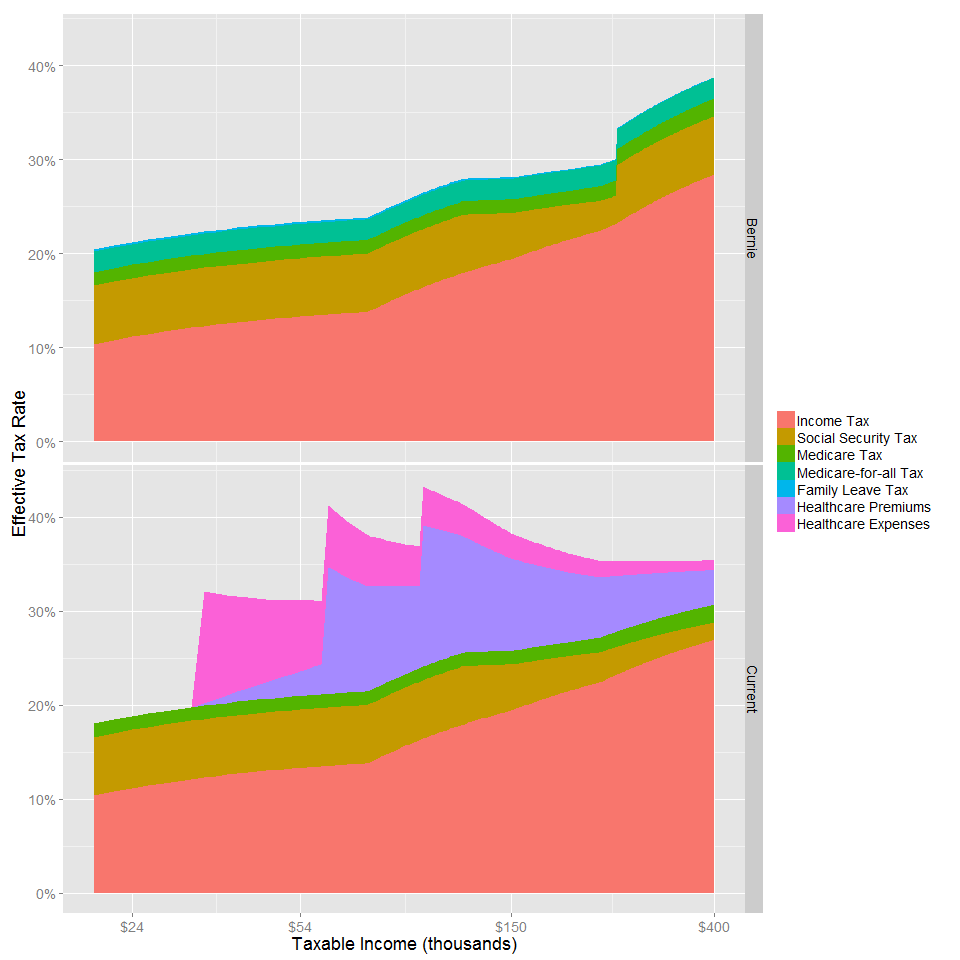 40%
30%
20%
10%
0%
Bernie
Effective Tax Rate
Income Tax
Social Security Tax
Medicare Tax
Medicare-for-all Tax
Family Leave Tax
Healthcare Premiums
Healthcare Expenses
40%
30%
20%
10%
0%
Current
$24
$54
$150
$400
Taxable Income (thousands)